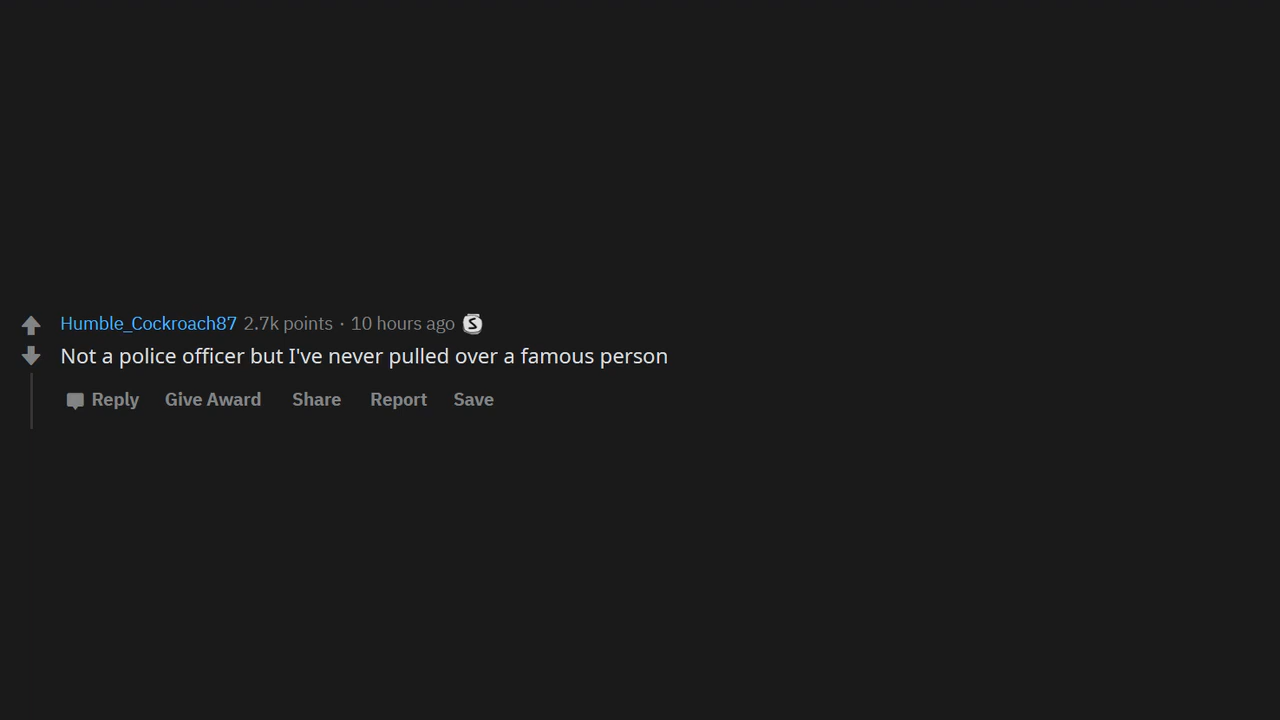 Humble_Cockroach87 2.7k points · 10 hours ago S
Not a police officer but I've never pulled over a famous person
Reply Give Award Share Report Save